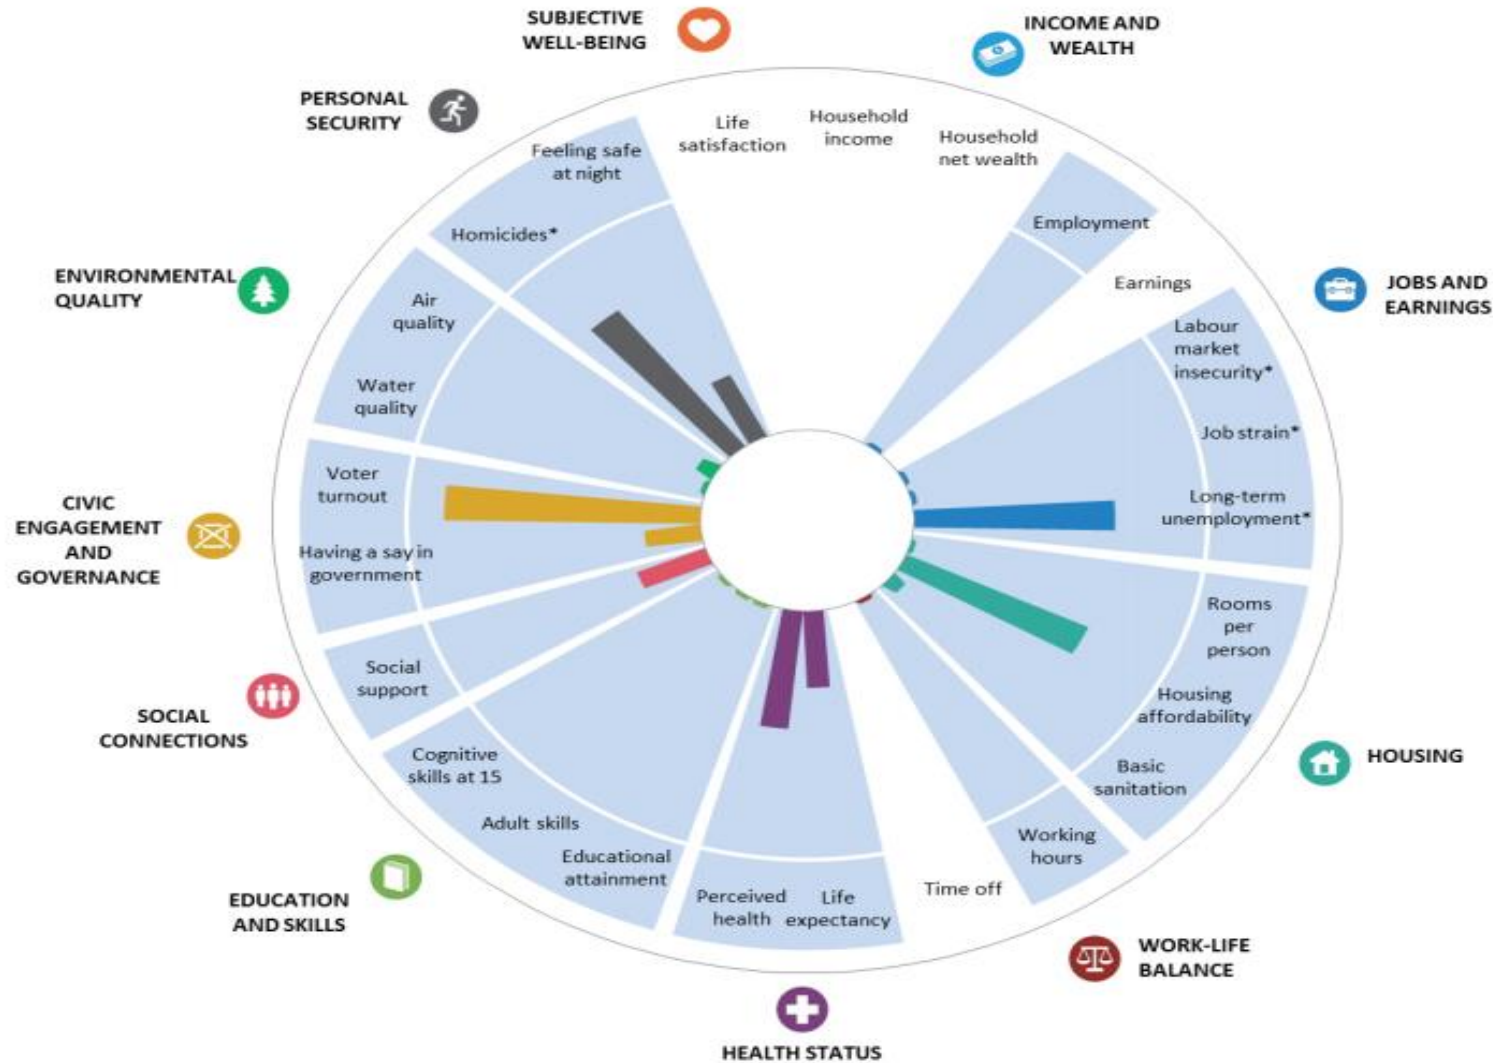 SUBJECTIVE
WELL-BEING
INCOME AND
WEALTH
PERSONAL
SECURITY
Life
satisfaction
Household
income
Household
net wealth
Feeling safe
at night
Homicides*
Employment
Earnings
ENVIRONMENTAL
QUALITY
JOBS AND
EARNINGS
Air
quality
Water
quality
Labour
market
insecurity*
Job strain*
Long-term
unemployment*
Voter
turnout
Having a say in
government
CIVIC
ENGAGEMENT
AND
GOVERNANCE
Rooms
per
person
Housing
affordability
Basic
sanitation
HOUSING
Social
support
SOCIAL
CONNECTIONS
Cognitive
skills at 15
Adult skills
Educational
attainment
EDUCATION
AND SKILLS
Perceived
health
Life
expectancy
Time off
Working
hours
WORK-LIFE
BALANCE
HEALTH STATUS